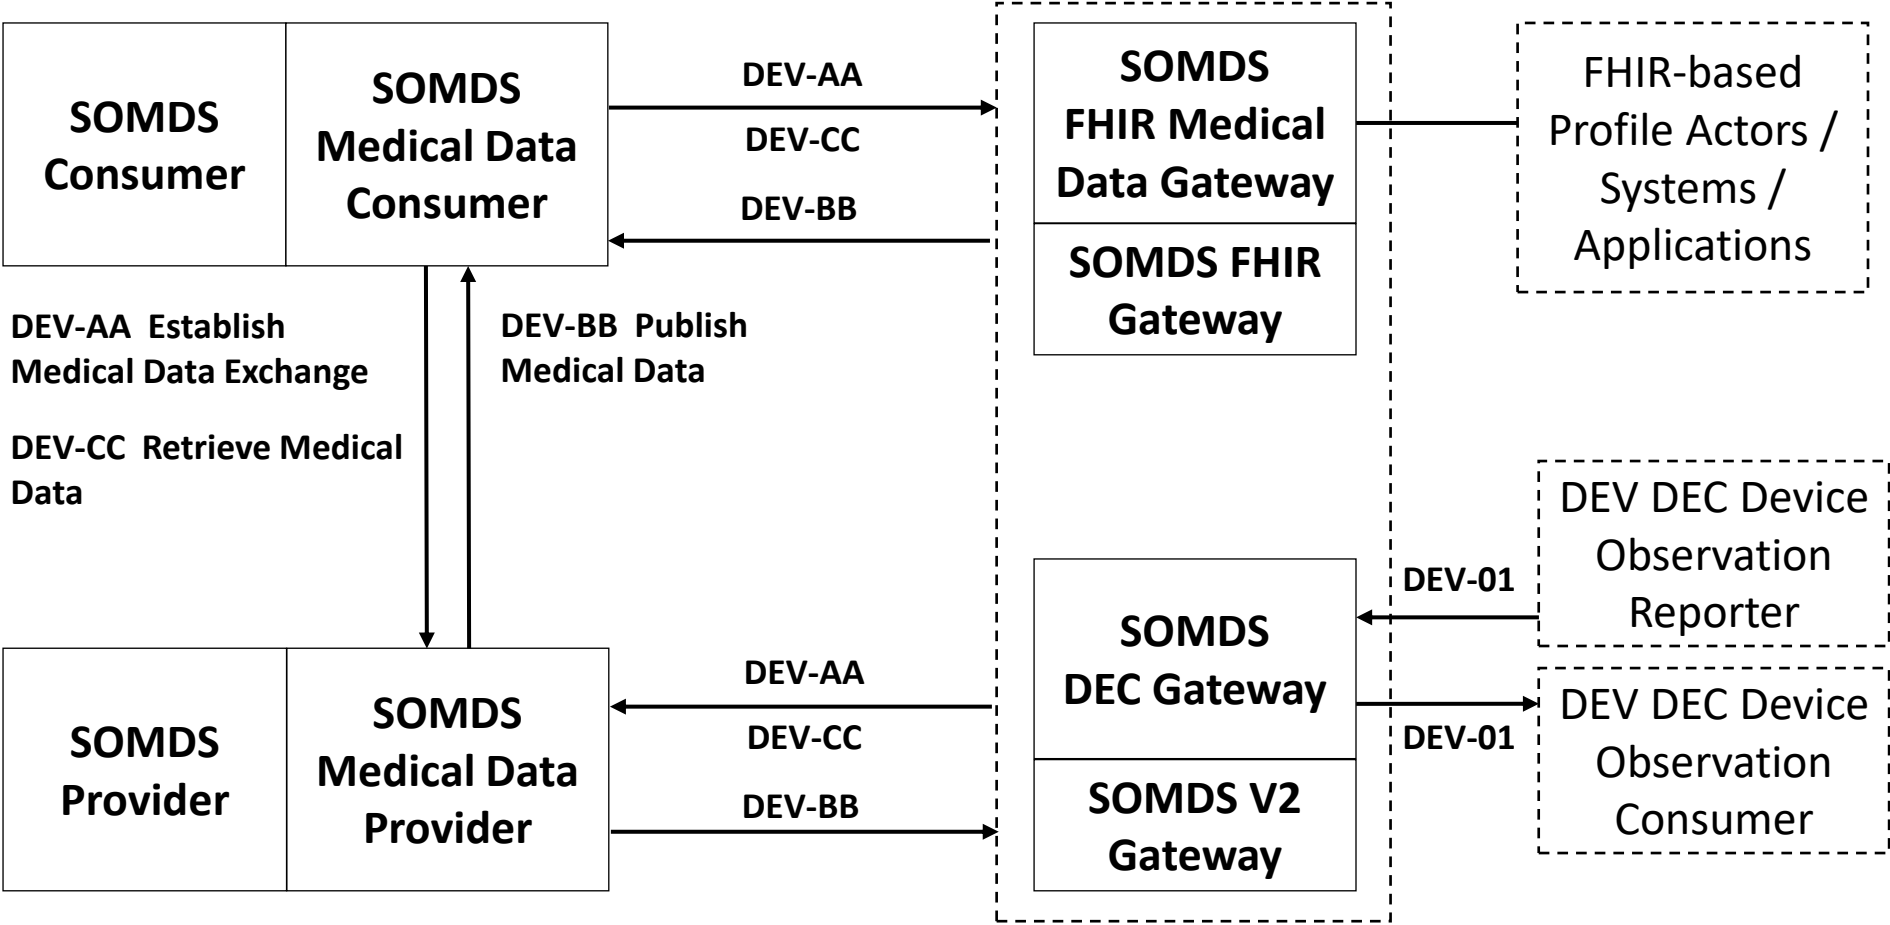 SOMDS
Consumer
SOMDS
Medical Data
Consumer
DEV-AA
DEV-CC
DEV-BB
SOMDS
FHIR Medical
Data Gateway
SOMDS FHIR
Gateway
FHIR-based
Profile Actors /
Systems /
Applications
DEV-AA  Establish
Medical Data Exchange
DEV-CC  Retrieve Medical
Data
DEV-BB  Publish
Medical Data
SOMDS
Provider
SOMDS
Medical Data
Provider
DEV-AA
DEV-CC
DEV-BB
SOMDS
DEC Gateway
SOMDS V2
Gateway
DEV-01
DEV-01
DEV DEC Device
Observation
Reporter
DEV DEC Device
Observation
Consumer